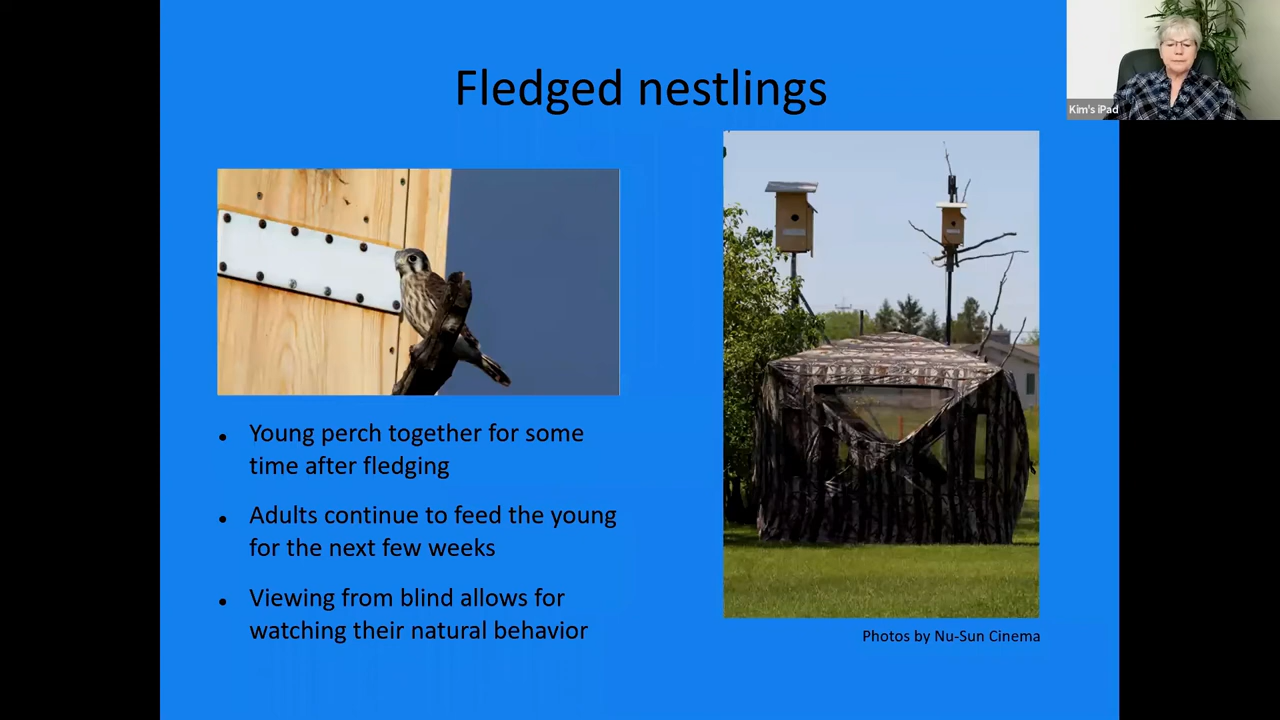 Fledged nestlings
Kim's iPad
• Young perch together for some
time after fledging
• Adults continue to feed the young
for the next few weeks
• Viewing from blind allows for
watching their natural behavior
Photos by Nu-Sun Cinema